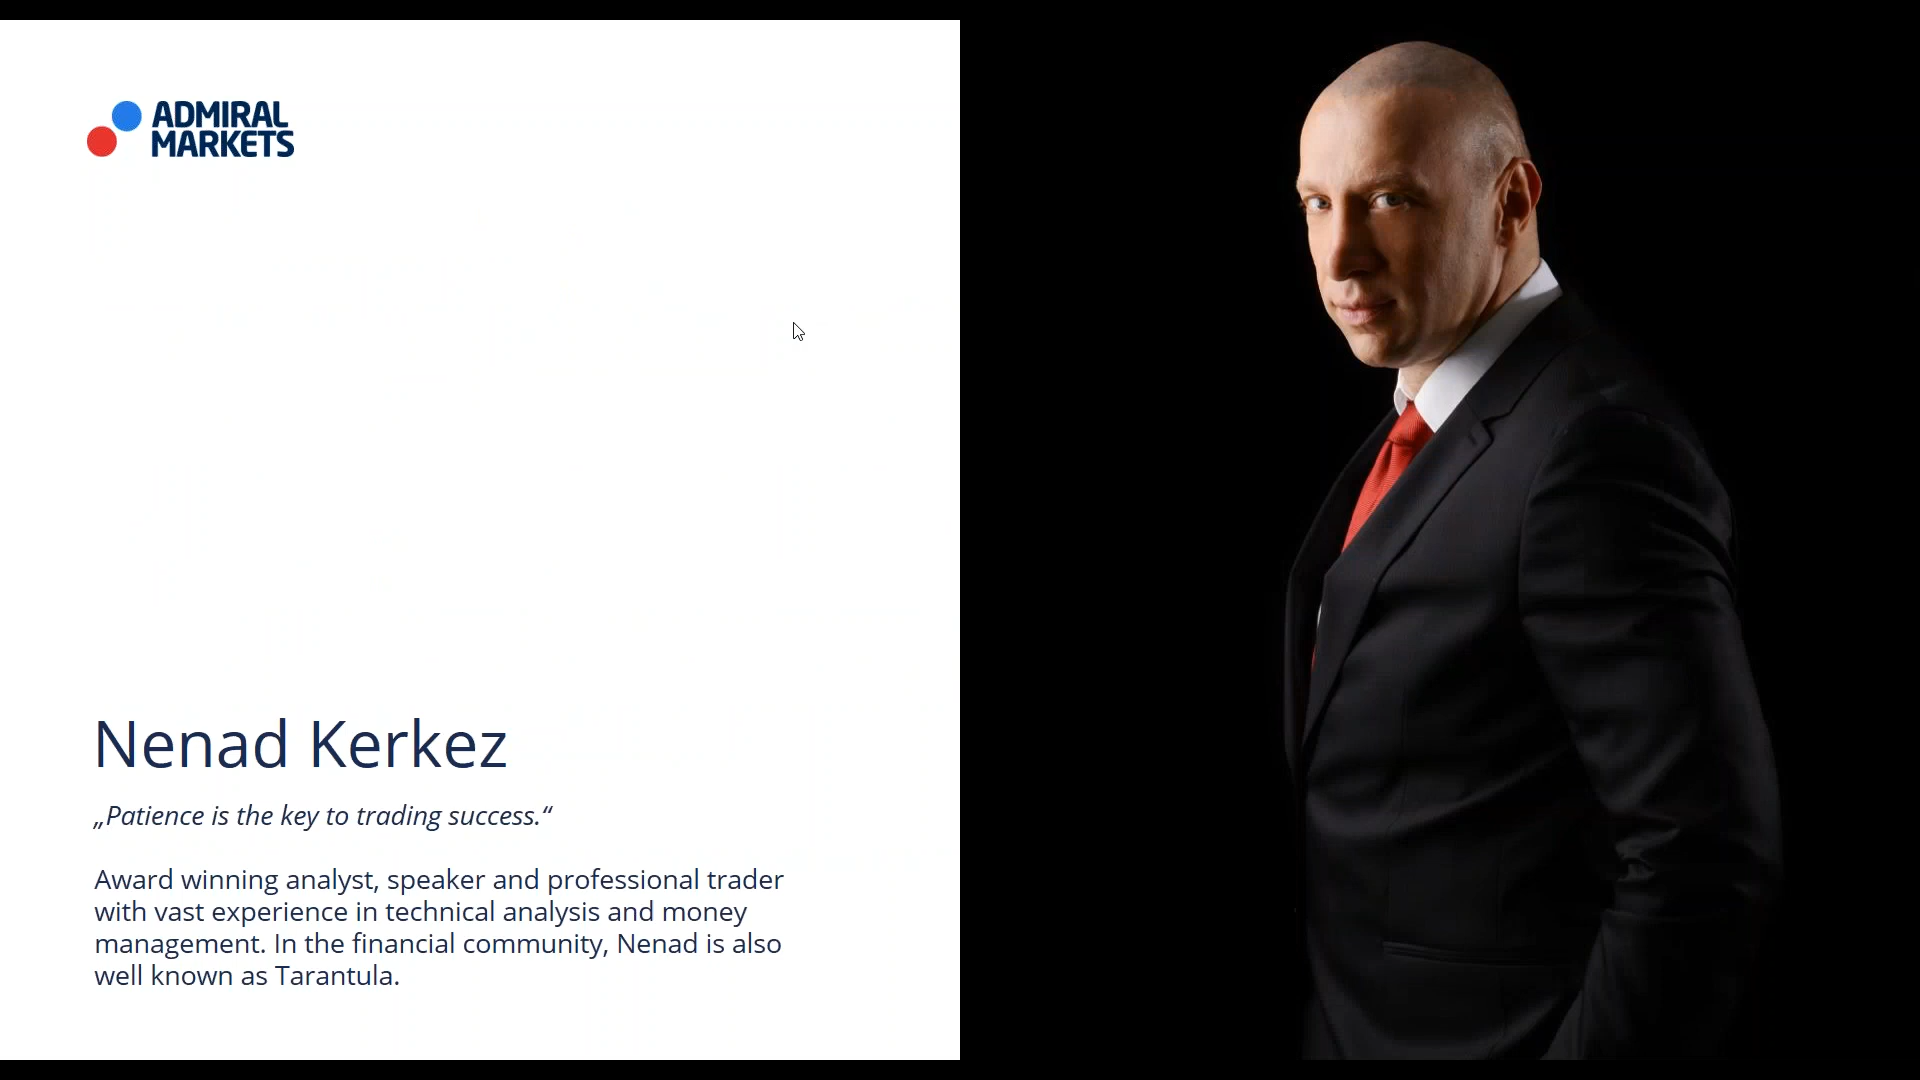 ADMIRAL
MARKETS
Nenad Kerkez
„Patience is the key to trading success.“
Award winning analyst, speaker and professional trader
with vast experience in technical analysis and money
management. In the financial community, Nenad is also
well known as Tarantula.